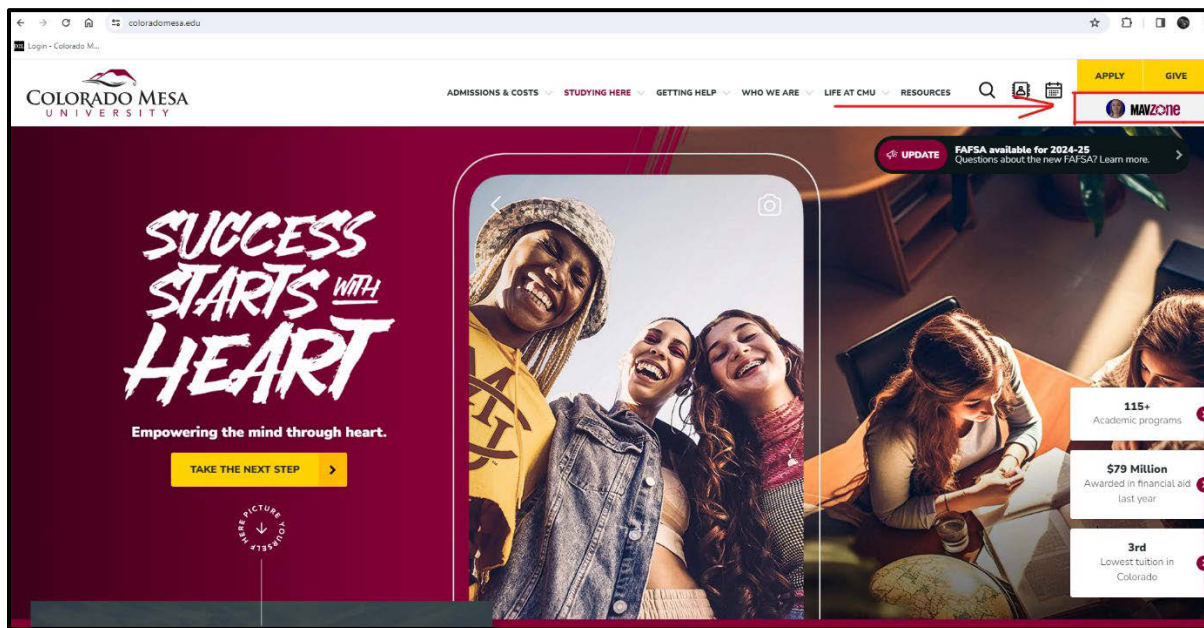 coloradomesa.edu
Login - Colorado M...
COLORADO MESA
UNIVERSITY
ADMISSIONS & COSTS STUDYING HERE GETTING HELP WHO WE ARE LIFE AT CMU RESOURCES
APPLY GIVE
MAVZONE
UPDATE
FAFSA available for 2024-25
Questions about the new FAFSA? Learn more.
SUCCESS
STARTS WITH
HEART
Empowering the mind through heart.
TAKE THE NEXT STEP
PICTURE YOURSELF HERE
115+
Academic programs
$79 Million
Awarded in financial aid
last year
3rd
Lowest tuition in
Colorado